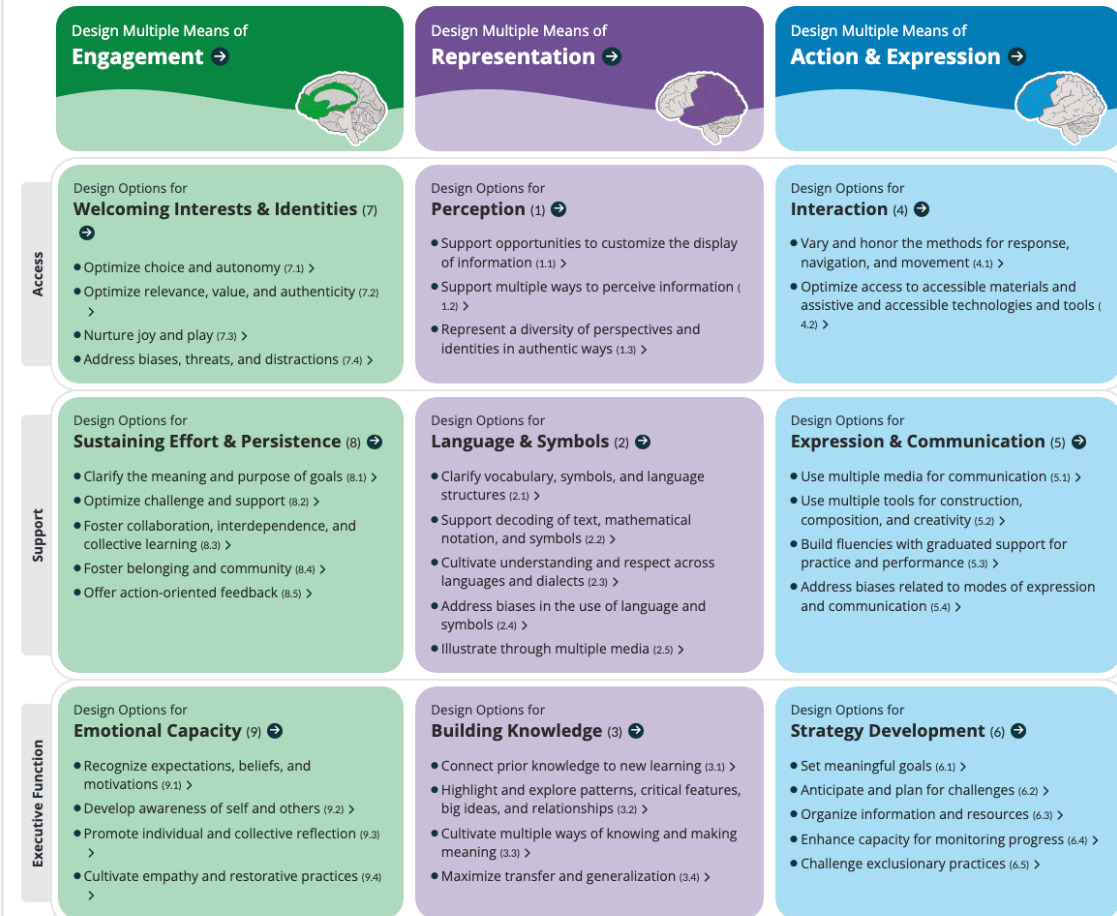 Design Multiple Means of
Engagement
Design Multiple Means of
Representation
Design Multiple Means of
Action & Expression
Access
Design Options for
Welcoming Interests & Identities (7)
• Optimize choice and autonomy (7.1) >
• Optimize relevance, value, and authenticity (7.2)
>
• Nurture joy and play (7.3) >
• Address biases, threats, and distractions (7.4) >
Design Options for
Perception (1)
• Support opportunities to customize the display
of information (1.1) >
• Support multiple ways to perceive information (
1.2) >
• Represent a diversity of perspectives and
identities in authentic ways (1.3) >
Design Options for
Interaction (4)
• Vary and honor the methods for response,
navigation, and movement (4.1) >
• Optimize access to accessible materials and
assistive and accessible technologies and tools (
4.2) >
Support
Design Options for
Sustaining Effort & Persistence (8)
• Clarify the meaning and purpose of goals (8.1) >
• Optimize challenge and support (8.2) >
• Foster collaboration, interdependence, and
collective learning (8.3) >
• Foster belonging and community (8.4) >
• Offer action-oriented feedback (8.5) >
Design Options for
Language & Symbols (2)
• Clarify vocabulary, symbols, and language
structures (2.1) >
• Support decoding of text, mathematical
notation, and symbols (2.2) >
• Cultivate understanding and respect across
languages and dialects (2.3) >
• Address biases in the use of language and
symbols (2.4) >
• Illustrate through multiple media (2.5) >
Design Options for
Expression & Communication (5)
• Use multiple media for communication (5.1) >
• Use multiple tools for construction,
composition, and creativity (5.2) >
• Build fluencies with graduated support for
practice and performance (5.3) >
• Address biases related to modes of expression
and communication (5.4) >
Executive Function
Design Options for
Emotional Capacity (9)
• Recognize expectations, beliefs, and
motivations (9.1) >
• Develop awareness of self and others (9.2) >
• Promote individual and collective reflection (9.3)
>
• Cultivate empathy and restorative practices (9.4)
>
Design Options for
Building Knowledge (3)
• Connect prior knowledge to new learning (3.1) >
• Highlight and explore patterns, critical features,
big ideas, and relationships (3.2) >
• Cultivate multiple ways of knowing and making
meaning (3.3) >
• Maximize transfer and generalization (3.4) >
Design Options for
Strategy Development (6)
• Set meaningful goals (6.1) >
• Anticipate and plan for challenges (6.2) >
• Organize information and resources (6.3) >
• Enhance capacity for monitoring progress (6.4) >
• Challenge exclusionary practices (6.5) >